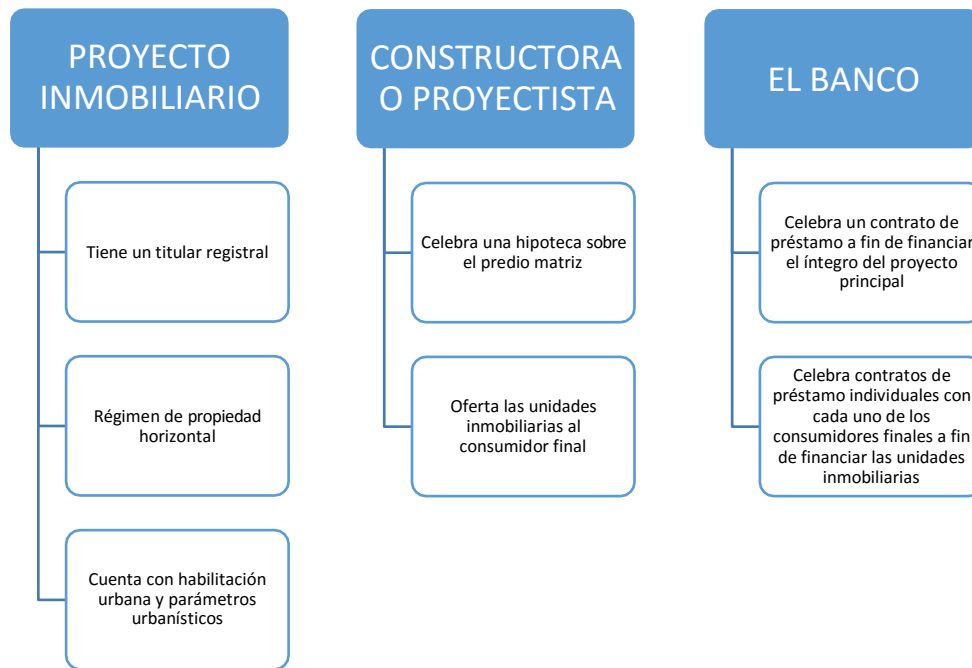 PROYECTO
INMOBILIARIO
Tiene un titular registral
Régimen de propiedad
horizontal
Cuenta con habilitación
urbana y parámetros
urbanísticos
CONSTRUCTORA
O PROYECTISTA
Celebra una hipoteca sobre
el predio matriz
Oferta las unidades
inmobiliarias al
consumidor final
EL BANCO
Celebra un contrato de
préstamo a fin de financiar
el íntegro del proyecto
principal
Celebra contratos de
préstamo individuales con
cada uno de los
consumidores finales a fin
de financiar las unidades
inmobiliarias